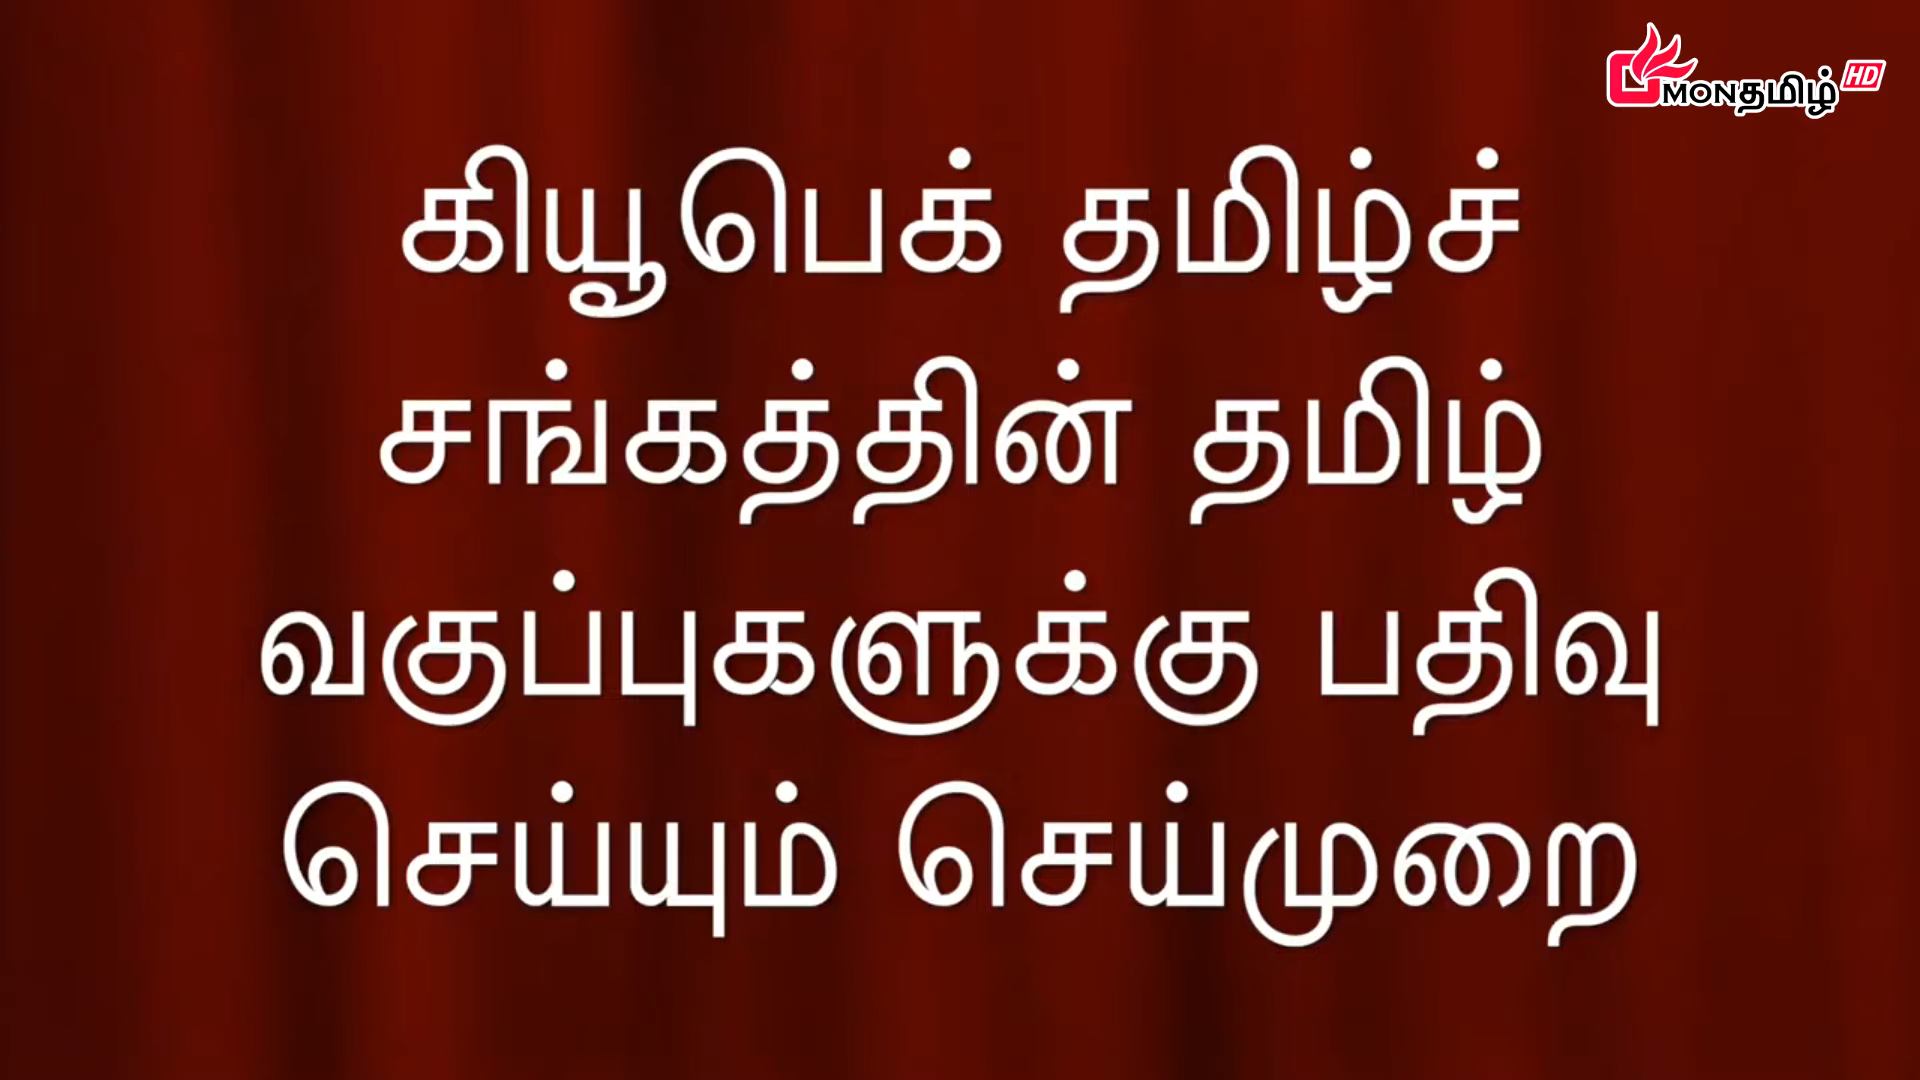 MONதமிழ் HD
கியூபெக் தமிழ்ச்
சங்கத்தின் தமிழ்
வகுப்புகளுக்கு பதிவு
செய்யும் செய்முறை